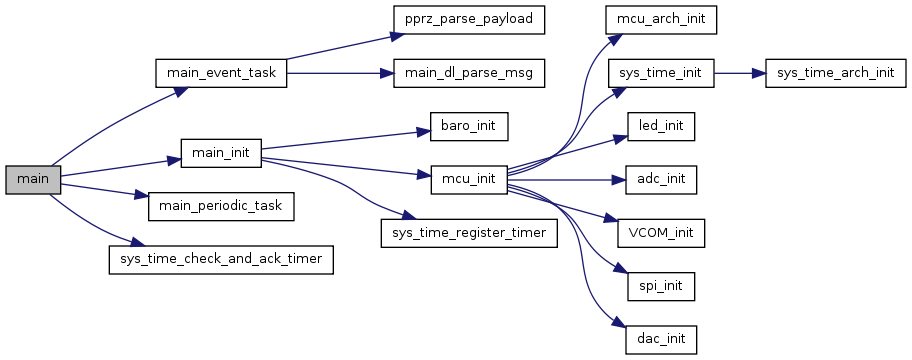 main
main_event_task
main_init
main_periodic_task
sys_time_check_and_ack_timer
pprz_parse_payload
main_dl_parse_msg
baro_init
mcu_init
sys_time_register_timer
mcu_arch_init
sys_time_init
led_init
adc_init
VCOM_init
spi_init
dac_init
sys_time_arch_init